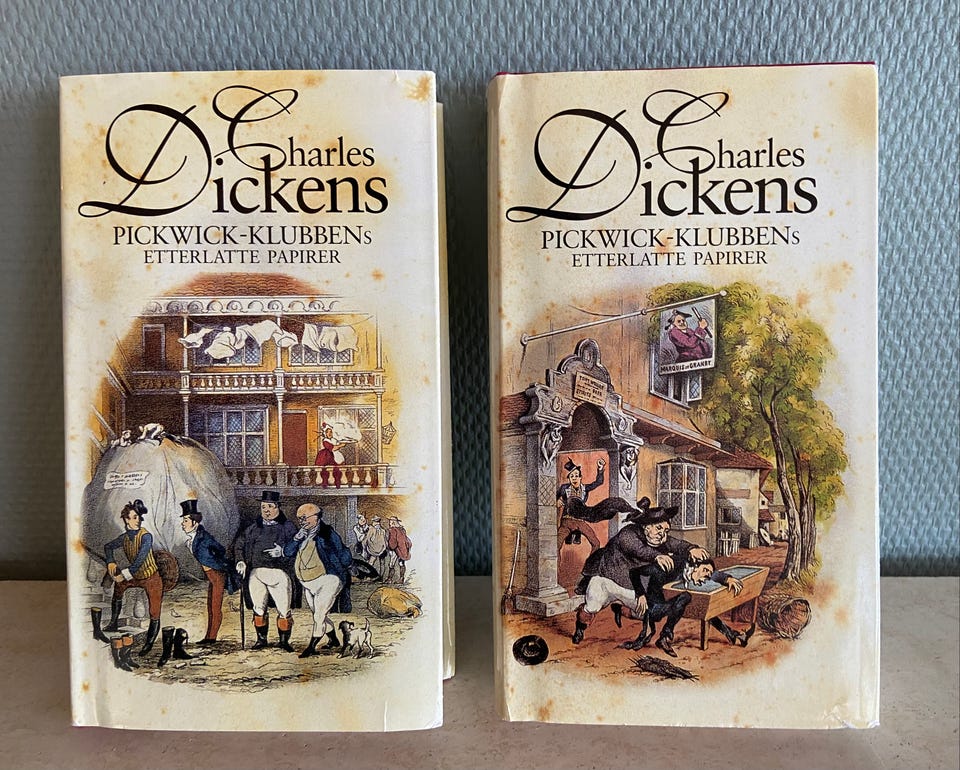 Charles
Dickens
PICKWICK-KLUBBENs
ETTERLATTE PAPIRER
Charles
Dickens
PICKWICK-KLUBBENs
ETTERLATTE PAPIRER
MARQUIS OF GRANBY